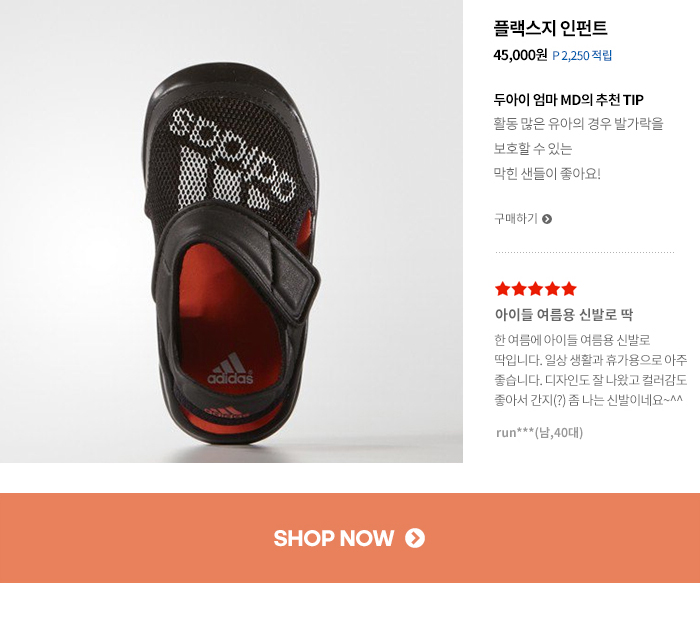 adidas
adidas
플랙스지 인펀트
45,000원 P 2,250 적립
두아이 엄마 MD의 추천 TIP
활동 많은 유아의 경우 발가락을
보호할 수 있는
막힌 샌들이 좋아요!
구매하기
아이들 여름용 신발로 딱
한 여름에 아이들 여름용 신발로
딱입니다. 일상 생활과 휴가용으로 아주
좋습니다. 디자인도 잘 나왔고 컬러감도
좋아서 간지(?) 좀 나는 신발이네요~^^
run***(남,40대)
SHOP NOW